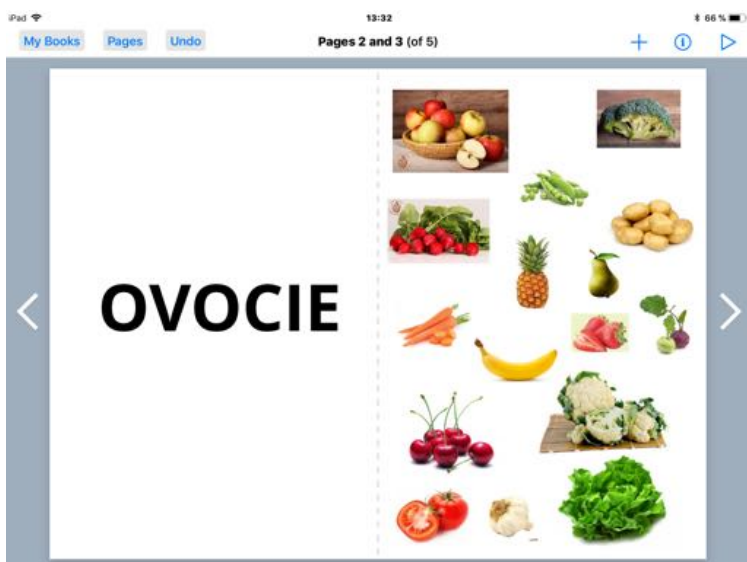 iPad
13:32
66 %
My Books
Pages
Undo
Pages 2 and 3 (of 5)
OVOCIE